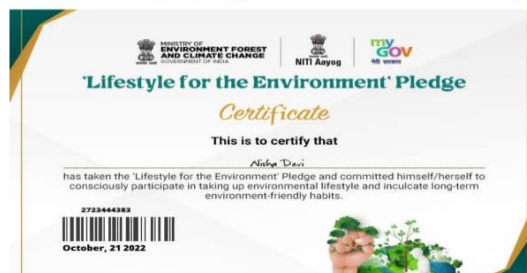 MINISTRY OF
ENVIRONMENT FOREST
AND CLIMATE CHANGE
GOVERNMENT OF INDIA
NITI Aayog
my
GOV
मेरी सरकार
'Lifestyle for the Environment' Pledge
Certificate
This is to certify that
Nisha Devi
has taken the 'Lifestyle for the Environment' Pledge and committed himself/herself to
consciously participate in taking up environmental lifestyle and inculcate long-term
environment-friendly habits.
2723444383
October, 21 2022